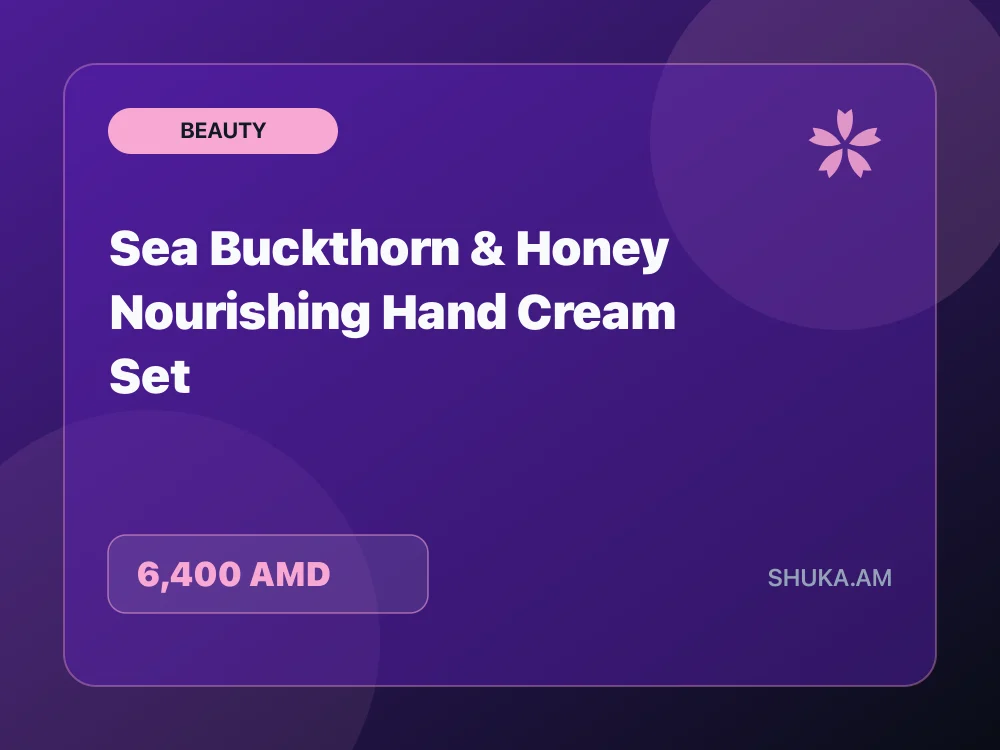 BEAUTY
Sea Buckthorn & Honey
Nourishing Hand Cream
Set
6,400 AMD
SHUKA.AM